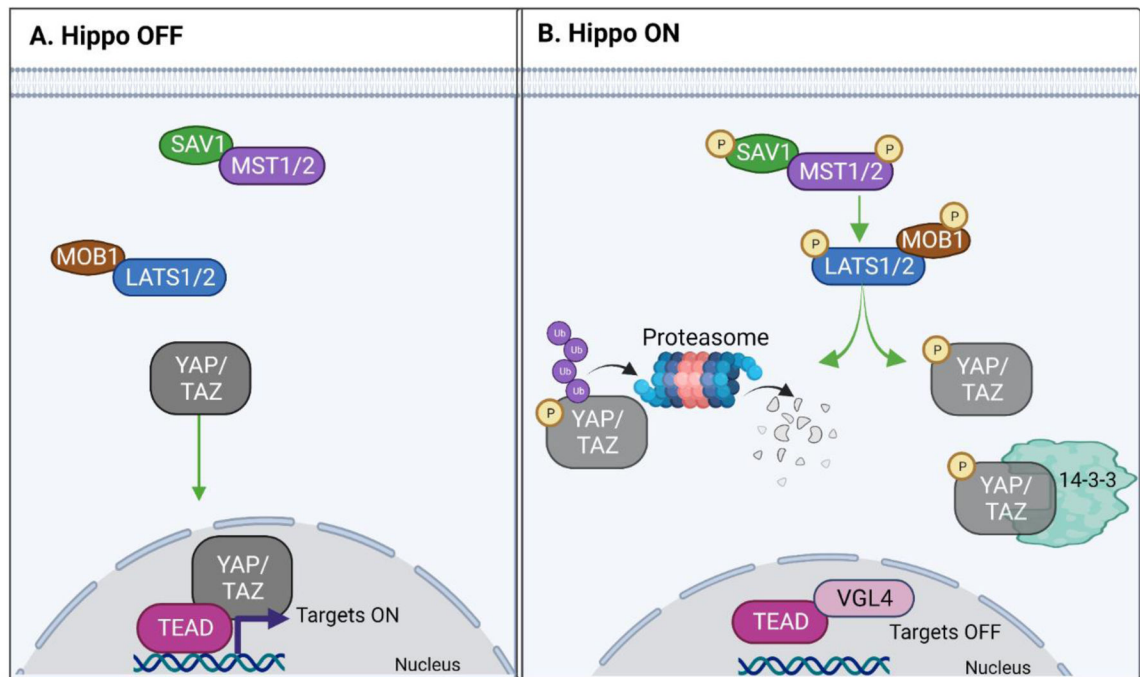 A. Hippo OFF
SAV1
MST1/2
MOB1
LATS1/2
YAP/
TAZ
YAP/
TAZ
TEAD
Targets ON
Nucleus
B. Hippo ON
P
SAV1
P
MST1/2
P
MOB1
P
LATS1/2
Ub
Ub
Ub
Ub
Proteasome
P
YAP/
TAZ
P
YAP/
TAZ
P
YAP/
TAZ
14-3-3
VGL4
TEAD
Targets OFF
Nucleus